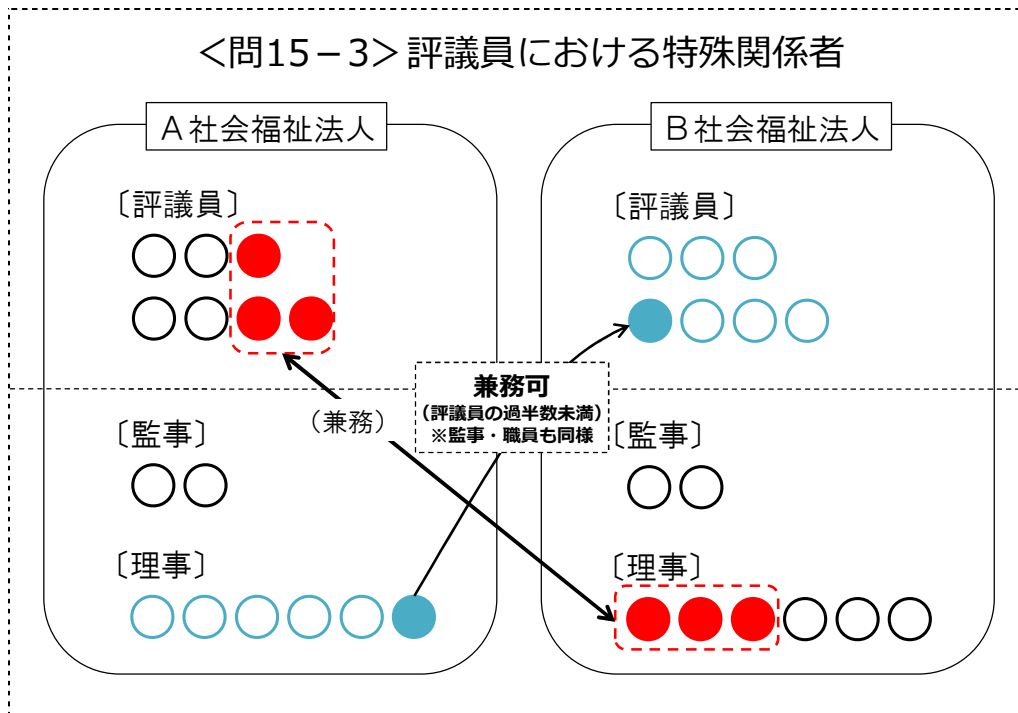 <問15－3>評議員における特殊関係者
A社会福祉法人
B社会福祉法人
〔評議員〕
〔評議員〕
兼務可
(評議員の過半数未満)
※監事・職員も同様
（兼務）
〔監事〕
〔監事〕
〔理事〕
〔理事〕